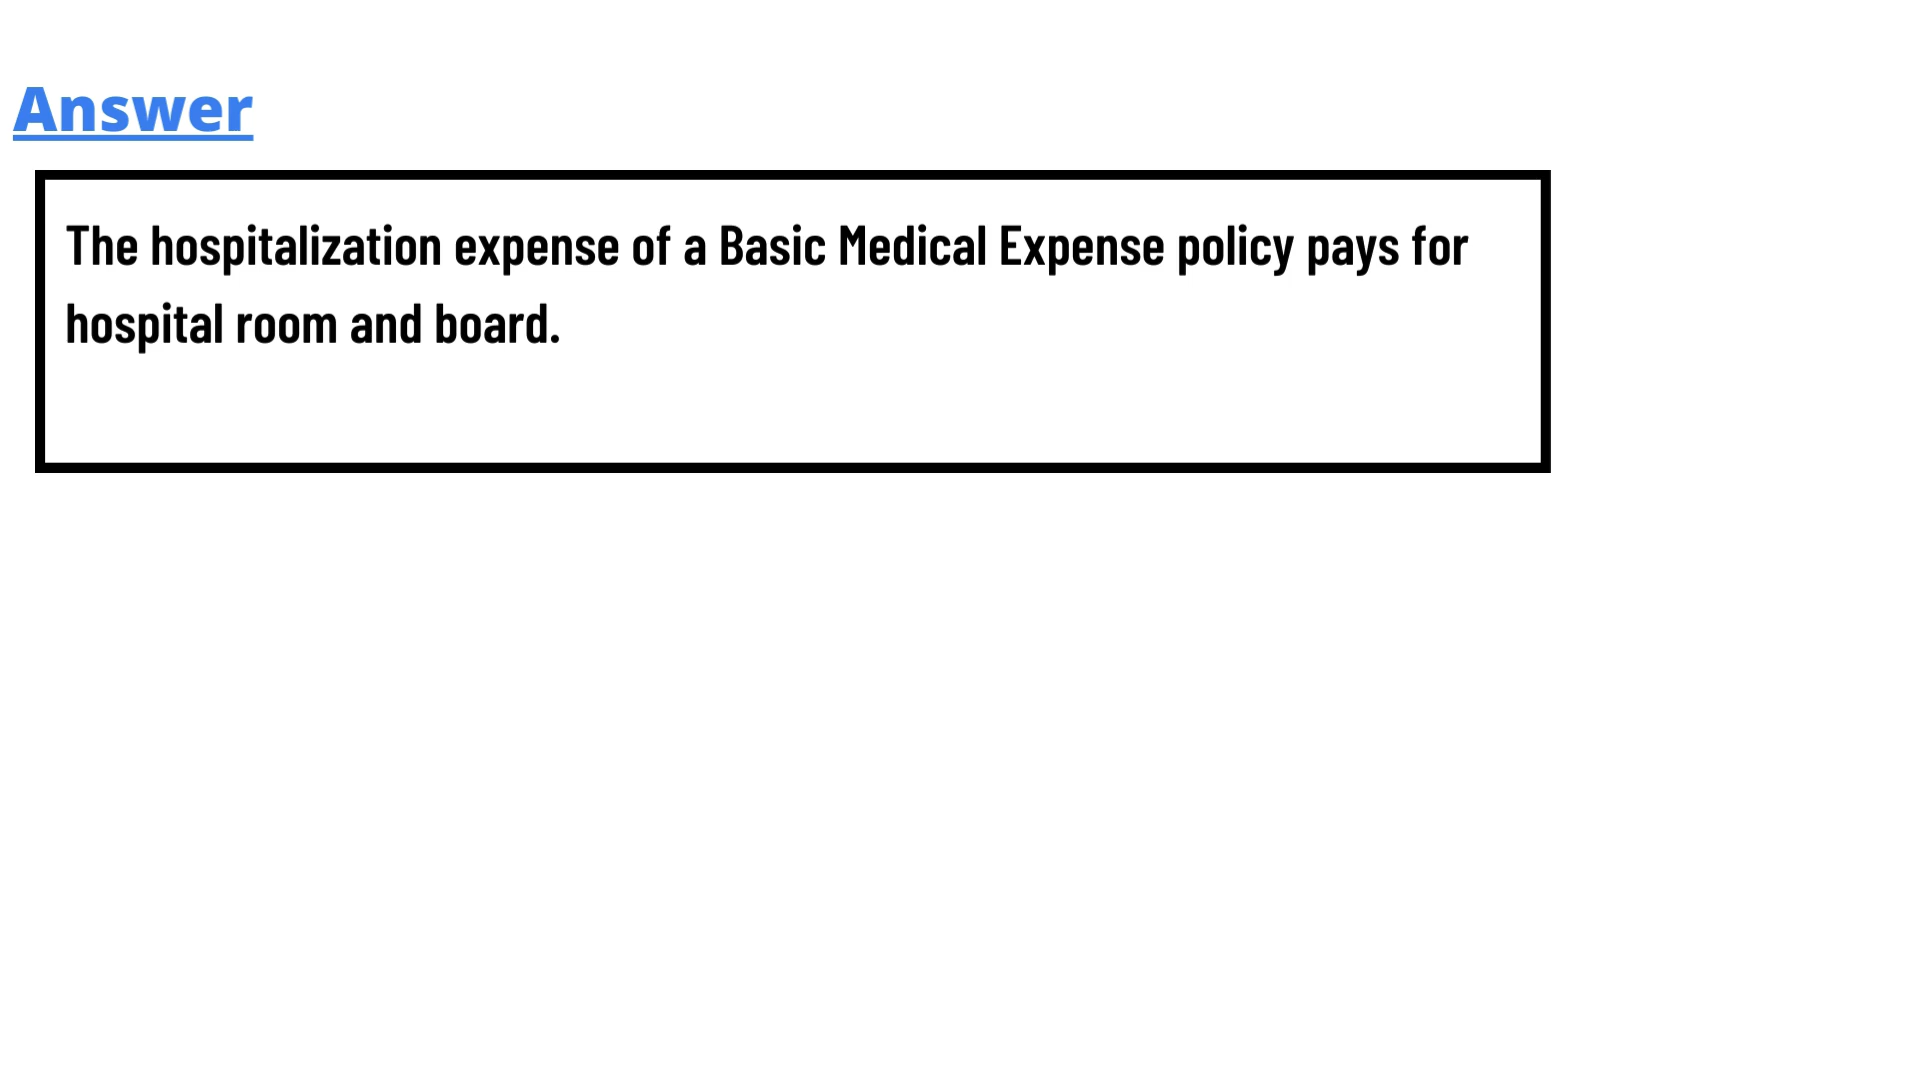 Answer
The hospitalization expense of a Basic Medical Expense policy pays for
hospital room and board.